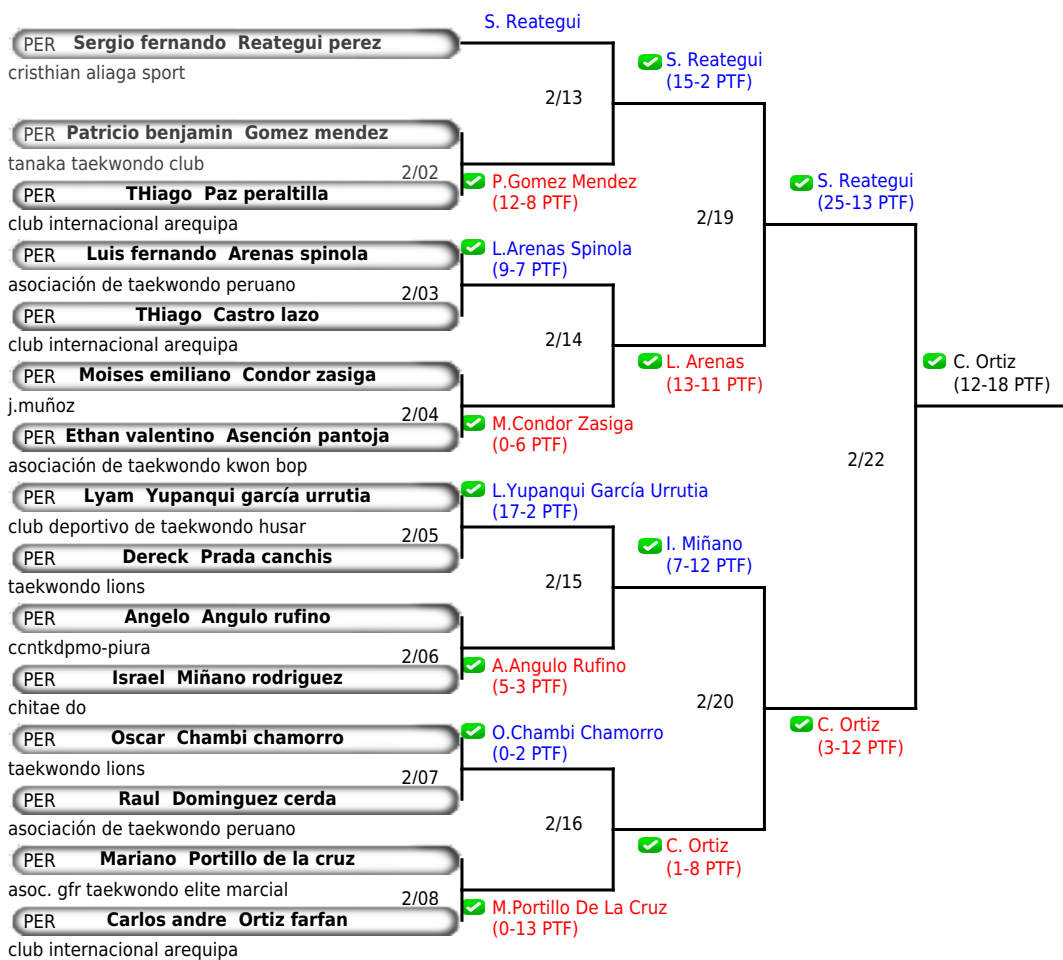 PER Sergio fernando Reategui perez
cristhian aliaga sport
PER Patricio benjamin Gomez mendez
tanaka taekwondo club
2/02
PER THiago Paz peraltilla
club internacional arequipa
PER Luis fernando Arenas spinola
asociación de taekwondo peruano
2/03
PER THiago Castro lazo
club internacional arequipa
PER Moises emiliano Condor zasiga
j.muñoz
2/04
PER Ethan valentino Asención pantoja
asociación de taekwondo kwon bop
PER Lyam Yupanqui garcía urrutia
club deportivo de taekwondo husar
2/05
PER Dereck Prada canchis
taekwondo lions
PER Angelo Angulo rufino
ccntkdpmo-piura
2/06
PER Israel Miñano rodriguez
chitae do
PER Oscar Chambi chamorro
taekwondo lions
2/07
PER Raul Dominguez cerda
asociación de taekwondo peruano
PER Mariano Portillo de la cruz
asoc. gfr taekwondo elite marcial
2/08
PER Carlos andre Ortiz farfan
club internacional arequipa
S. Reategui
2/13
P.Gomez Mendez
(12-8 PTF)
L.Arenas Spinola
(9-7 PTF)
2/14
M.Condor Zasiga
(0-6 PTF)
L.Yupanqui García Urrutia
(17-2 PTF)
2/15
A.Angulo Rufino
(5-3 PTF)
O.Chambi Chamorro
(0-2 PTF)
2/16
M.Portillo De La Cruz
(0-13 PTF)
S. Reategui
(15-2 PTF)
2/19
L. Arenas
(13-11 PTF)
I. Miñano
(7-12 PTF)
2/20
C. Ortiz
(1-8 PTF)
S. Reategui
(25-13 PTF)
2/22
C. Ortiz
(3-12 PTF)
C. Ortiz
(12-18 PTF)